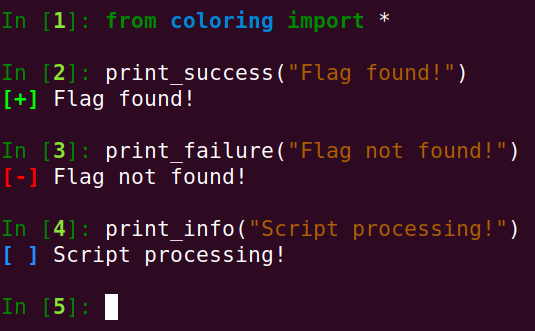 In [1]: from coloring import *
In [2]: print_success("Flag found!")
[+] Flag found!
In [3]: print_failure("Flag not found!")
[-] Flag not found!
In [4]: print_info("Script processing!")
[ ] Script processing!
In [5]: